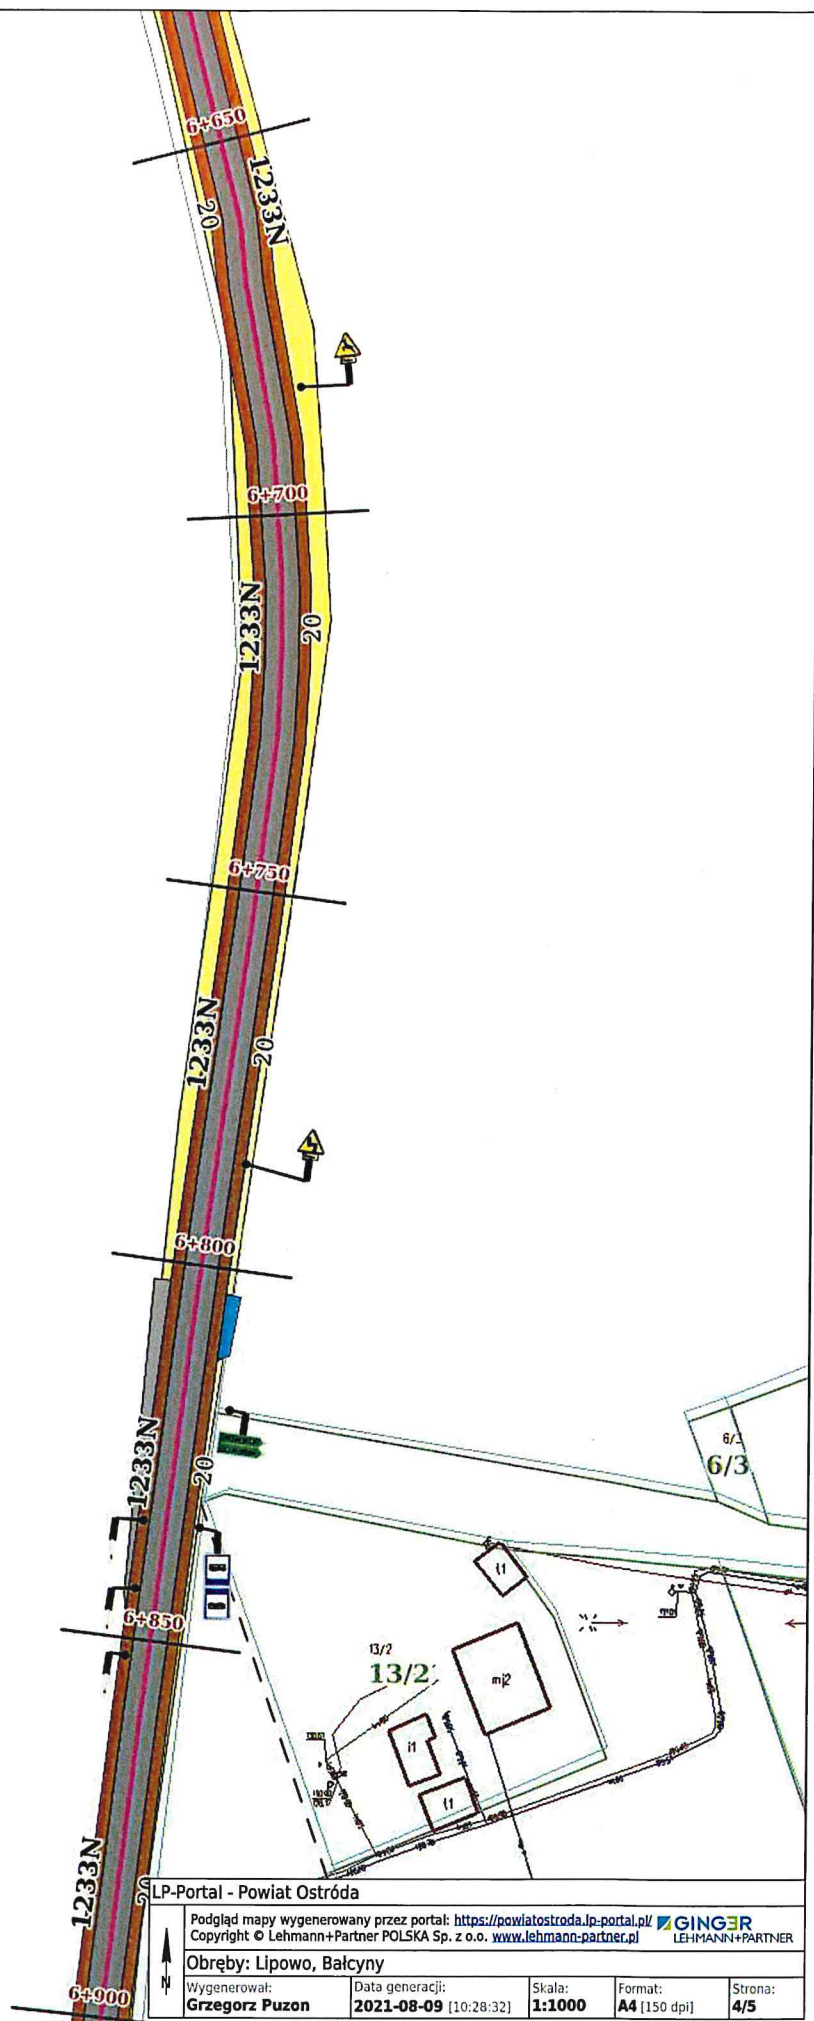 6+650
1233N
20
6+700
1233N
20
6+750
1233N
20
6+800
1233N
20
6/3
6/3
6+850
13/2
13/2
t1
mj2
i1
t1
1233N
20
6+900
LP-Portal - Powiat Ostróda
Podgląd mapy wygenerowany przez portal: https://powiatostroda.lp-portal.pl/
Copyright © Lehmann+Partner POLSKA Sp. z o.o. www.lehmann-partner.pl
GINGER
LEHMANN+PARTNER
N
Obręby: Lipowo, Bałcyny
Wygenerował:
Grzegorz Puzon
Data generacji:
2021-08-09 [10:28:32]
Skala:
1:1000
Format:
A4 [150 dpi]
Strona:
4/5